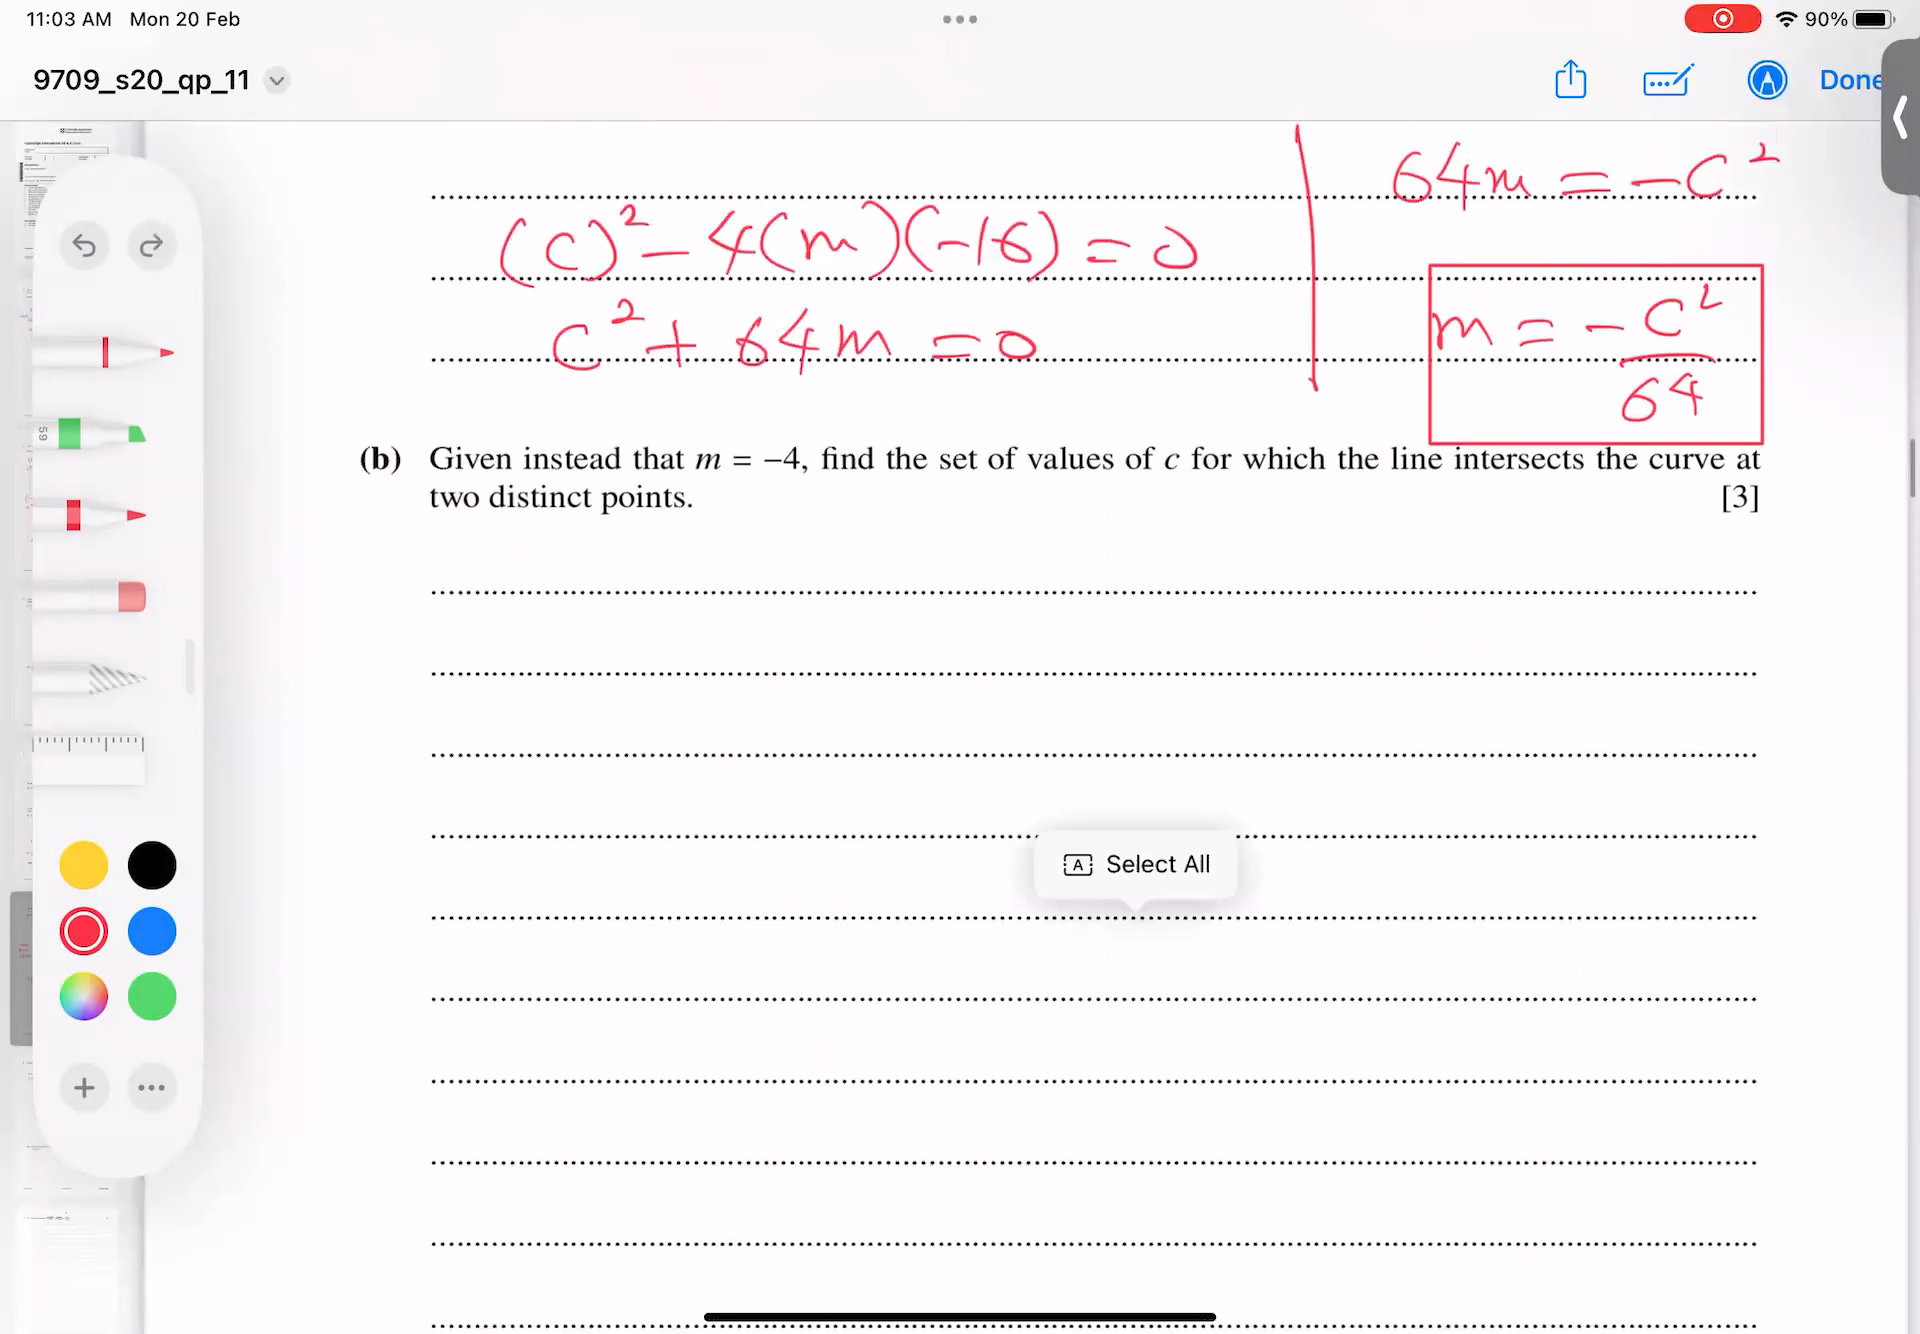 11:03 AM Mon 20 Feb
90%
9709_s20_qp_11
Done
64m = -c²
(c)² - 4(m)(-16) = 0
c² + 64m = 0
m = -c²/64
(b) Given instead that m = −4, find the set of values of c for which the line intersects the curve at
two distinct points. [3]
59
Select All